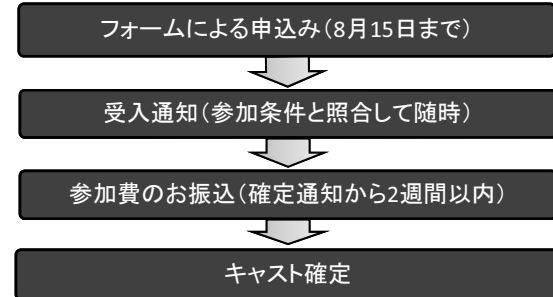 フォームによる申込み（8月15日まで）
受入通知（参加条件と照合して随時）
参加費のお振込（確定通知から2週間以内）
キャスト確定